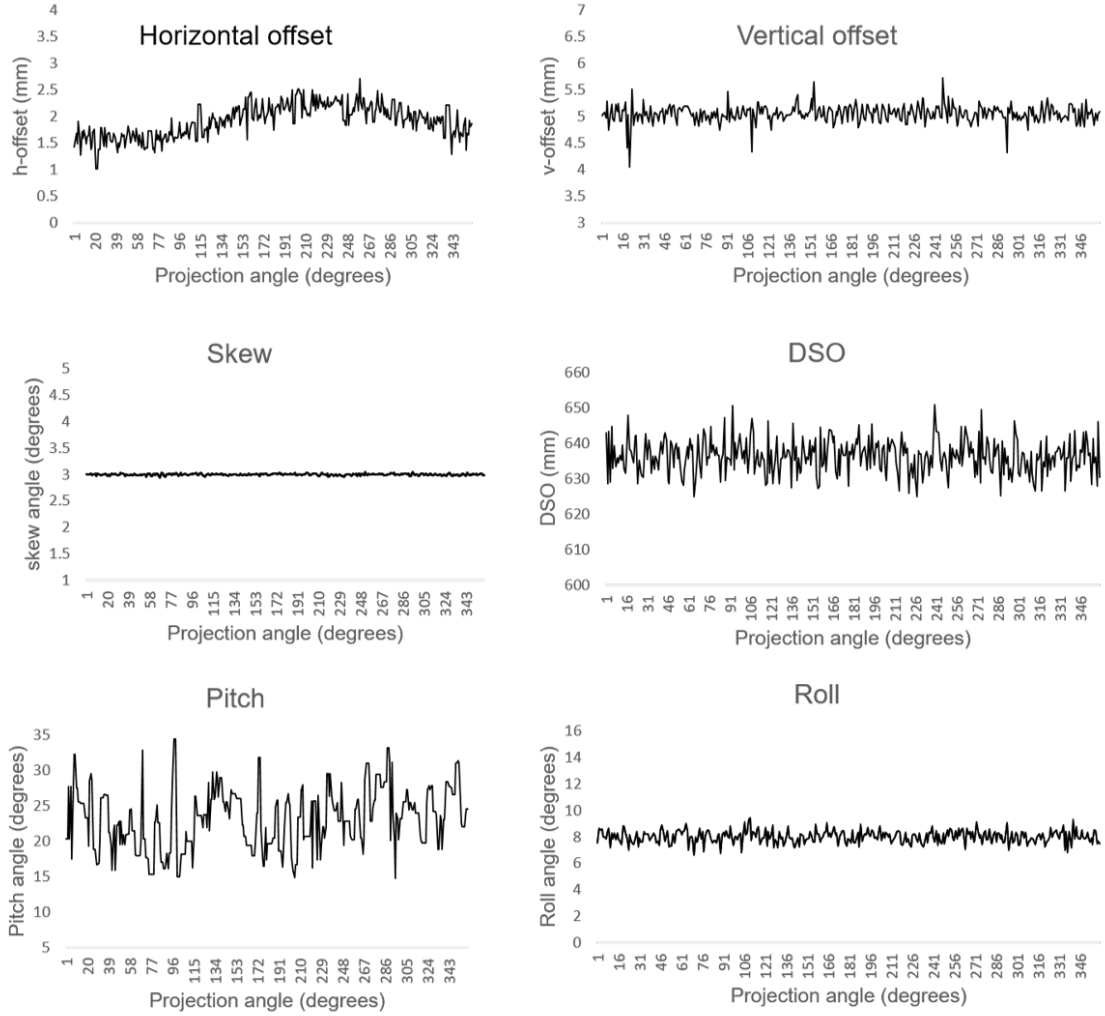 Horizontal offset
h-offset (mm)
4
3.5
3
2.5
2
1.5
1
0.5
0
1 20 39 58 77 96 115 134 153 172 191 210 229 248 267 286 305 324 343
Projection angle (degrees)
Vertical offset
v-offset (mm)
7
6.5
6
5.5
5
4.5
4
3.5
3
1 16 31 46 61 76 91 106 121 136 151 166 181 196 211 226 241 256 271 286 301 316 331 346
Projection angle (degrees)
Skew
skew angle (degrees)
5
4.5
4
3.5
3
2.5
2
1.5
1
1 20 39 58 77 96 115 134 153 172 191 210 229 248 267 286 305 324 343
Projection angle (degrees)
DSO
DSO (mm)
660
650
640
630
620
610
600
1 16 31 46 61 76 91 106 121 136 151 166 181 196 211 226 241 256 271 286 301 316 331 346
Projection angle (degrees)
Pitch
Pitch angle (degrees)
35
30
25
20
15
10
5
1 20 39 58 77 96 115 134 153 172 191 210 229 248 267 286 305 324 343
Projection angle (degrees)
Roll
Roll angle (degrees)
16
14
12
10
8
6
4
2
0
1 16 31 46 61 76 91 106 121 136 151 166 181 196 211 226 241 256 271 286 301 316 331 346
Projection angle (degrees)